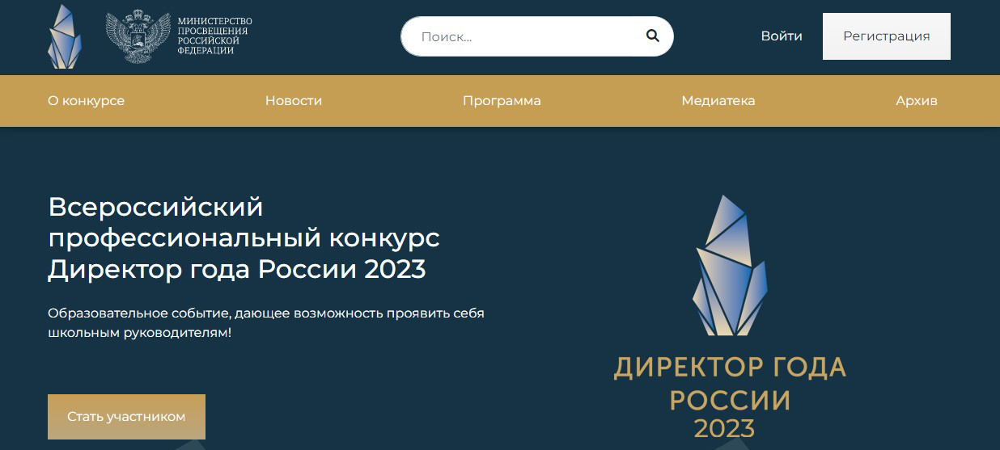 МИНИСТЕРСТВО
ПРОСВЕЩЕНИЯ
РОССИЙСКОЙ
ФЕДЕРАЦИИ
Поиск...
Войти
Регистрация
О конкурсе
Новости
Программа
Медиатека
Архив
Всероссийский
профессиональный конкурс
Директор года России 2023
Образовательное событие, дающее возможность проявить себя
школьным руководителям!
Стать участником
ДИРЕКТОР ГОДА
РОССИИ
2023